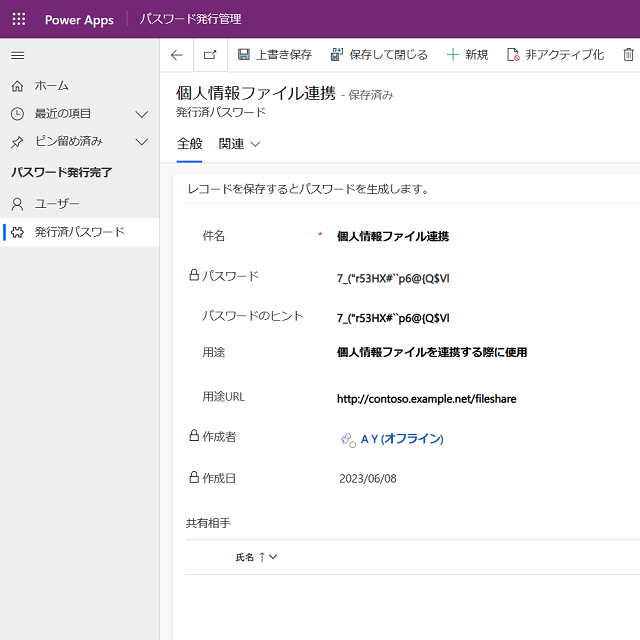 Power Apps パスワード発行管理
上書き保存 保存して閉じる 新規 非アクティブ化
ホーム
最近の項目
ピン留め済み
パスワード発行完了
ユーザー
発行済パスワード
個人情報ファイル連携 - 保存済み
発行済パスワード
全般 関連
レコードを保存するとパスワードを生成します。
件名 * 個人情報ファイル連携
パスワード 7_("r53HX#``p6@{Q$Vl
パスワードのヒント 7_("r53HX#``p6@{Q$Vl
用途 個人情報ファイルを連携する際に使用
用途URL http://contoso.example.net/fileshare
作成者 A Y (オフライン)
作成日 2023/06/08
共有相手
氏名 ↑